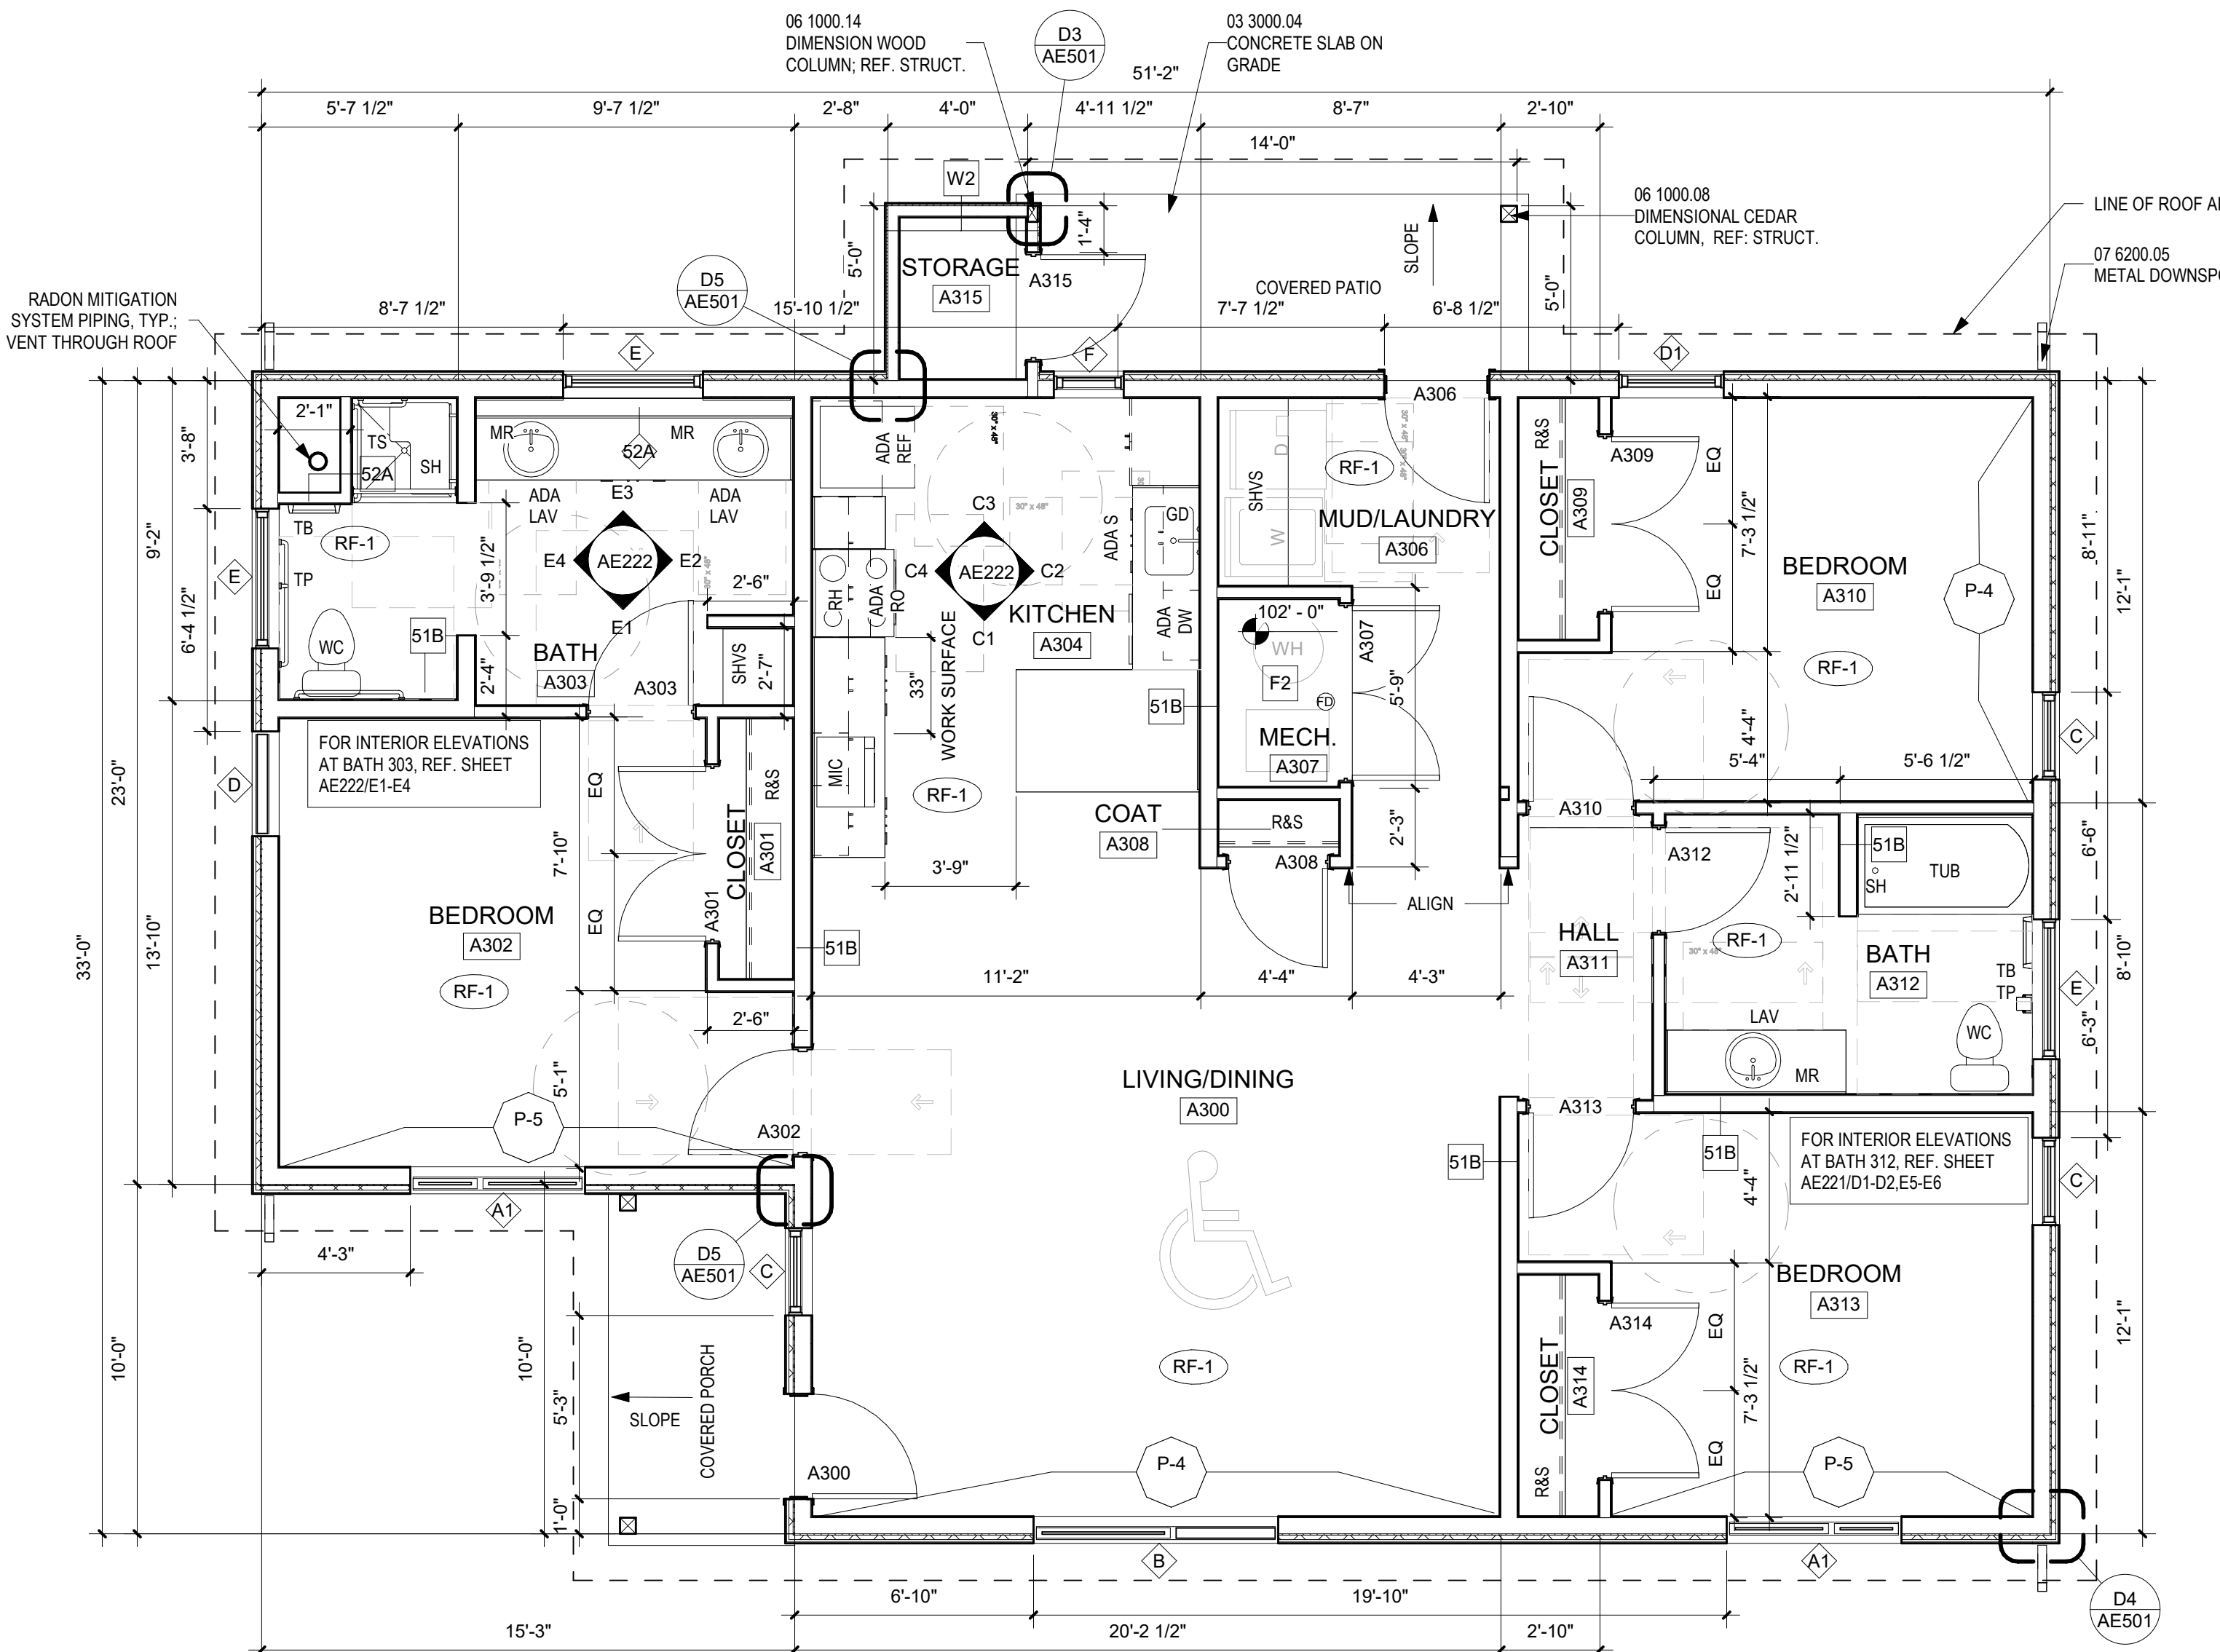 06 1000.14
DIMENSION WOOD
COLUMN; REF. STRUCT.
D3
AE501
03 3000.04
CONCRETE SLAB ON
GRADE
51'-2"
5'-7 1/2"
9'-7 1/2"
2'-8"
4'-0"
4'-11 1/2"
8'-7"
2'-10"
14'-0"
W2
06 1000.08
DIMENSIONAL CEDAR
COLUMN, REF: STRUCT.
LINE OF ROOF A
07 6200.05
METAL DOWNSP
1'-4"
SLOPE
5'-0"
STORAGE
A315
A315
COVERED PATIO
5'-0"
D5
AE501
RADON MITIGATION
SYSTEM PIPING, TYP.;
VENT THROUGH ROOF
8'-7 1/2"
15'-10 1/2"
7'-7 1/2"
6'-8 1/2"
E
F
D1
A306
2'-1"
TS
52A
SH
MR
52A
MR
ADA
REF
30" x 48"
D
RF-1
30" x 48"
30" x 48"
R&S
A309
EQ
3'-8"
9'-2"
TB
RF-1
TP
ADA
LAV
E3
ADA
LAV
E4
AE222
E2
E1
3'-9 1/2"
30" x 48"
2'-6"
C3
30" x 48"
30
C4
AE222
C2
C1
ADA S
GD
SHVS
W
MUD/LAUNDRY
A306
CLOSET
A309
7'-3 1/2"
EQ
BEDROOM
A310
P-4
8'-11"
12'-1"
E
6'-4 1/2"
WC
51B
2'-4"
BATH
A303
A303
SHVS
2'-7"
RH
ADA
RO
33"
WORK SURFACE
KITCHEN
A304
ADA
DW
102' - 0"
WH
F2
FD
A307
5'-9"
51B
MECH.
A307
RF-1
4'-4"
5'-4"
5'-6 1/2"
C
FOR INTERIOR ELEVATIONS
AT BATH 303, REF. SHEET
AE222/E1-E4
D
23'-0"
EQ
R&S
MIC
RF-1
COAT
A308
R&S
A308
2'-3"
A310
A312
2'-11 1/2"
51B
SH
TUB
6'-6"
7'-10"
CLOSET
A301
A301
EQ
3'-9"
ALIGN
33'-0"
13'-10"
BEDROOM
A302
RF-1
51B
11'-2"
4'-4"
4'-3"
HALL
A311
RF-1
30" x 48"
BATH
A312
TB
TP
E
8'-10"
6'-3"
2'-6"
LAV
MR
WC
5'-1"
P-5
A302
LIVING/DINING
A300
A313
51B
51B
FOR INTERIOR ELEVATIONS
AT BATH 312, REF. SHEET
AE221/D1-D2,E5-E6
C
A1
4'-3"
D5
AE501
C
4'-4"
BEDROOM
A313
A314
EQ
12'-1"
10'-0"
10'-0"
5'-3"
SLOPE
COVERED PORCH
RF-1
CLOSET
A314
7'-3 1/2"
RF-1
A300
P-4
R&S
EQ
P-5
1'-0"
B
A1
D4
AE501
6'-10"
19'-10"
15'-3"
20'-2 1/2"
2'-10"